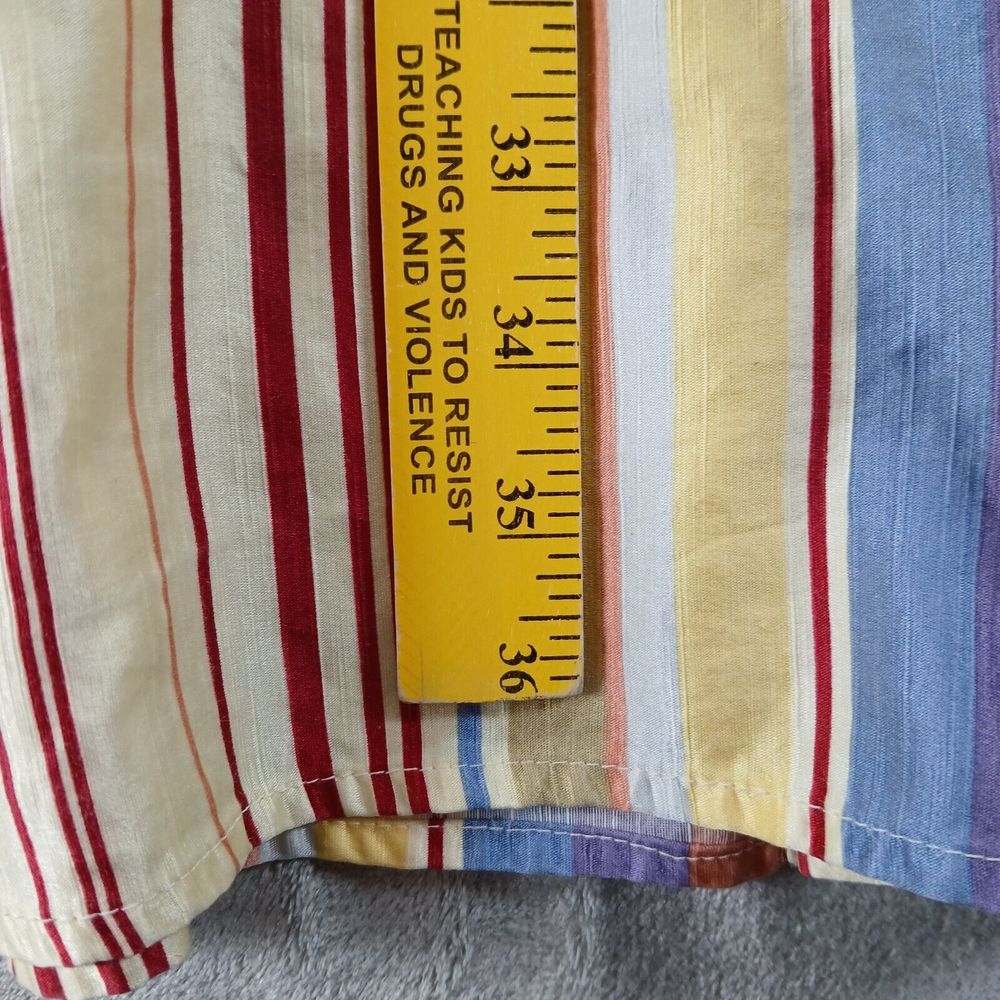 TEACHING KIDS TO RESIST
DRUGS AND VIOLENCE
33
34
35
36